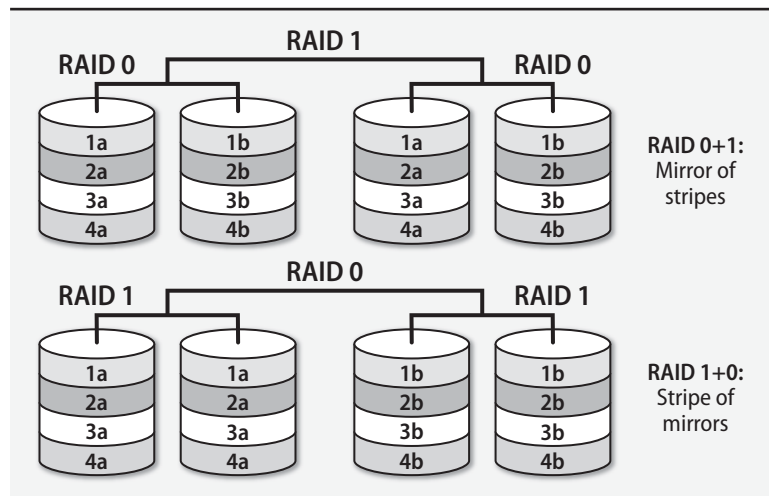 RAID 1
RAID 0
RAID 0
1a
2a
3a
4a
1b
2b
3b
4b
1a
2a
3a
4a
1b
2b
3b
4b
RAID 0+1:
Mirror of
stripes
RAID 0
RAID 1
RAID 1
1a
2a
3a
4a
1a
2a
3a
4a
1b
2b
3b
4b
1b
2b
3b
4b
RAID 1+0:
Stripe of
mirrors